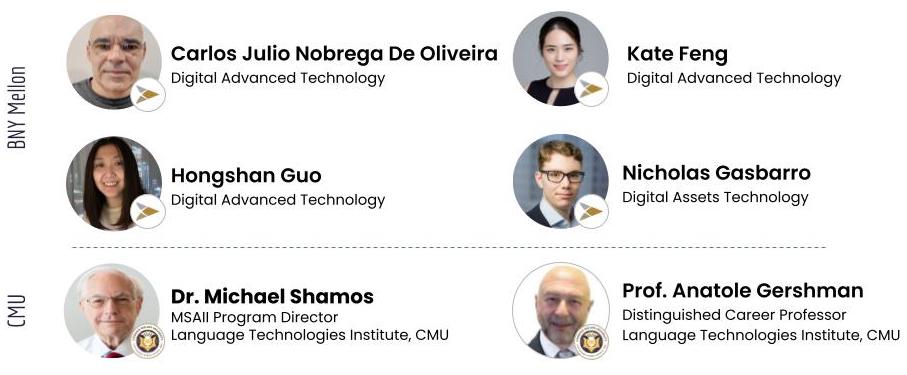 BNY Mellon
Carlos Julio Nobrega De Oliveira
Digital Advanced Technology
Kate Feng
Digital Advanced Technology
Hongshan Guo
Digital Advanced Technology
Nicholas Gasbarro
Digital Assets Technology
CMU
Dr. Michael Shamos
MSAII Program Director
Language Technologies Institute, CMU
Prof. Anatole Gershman
Distinguished Career Professor
Language Technologies Institute, CMU